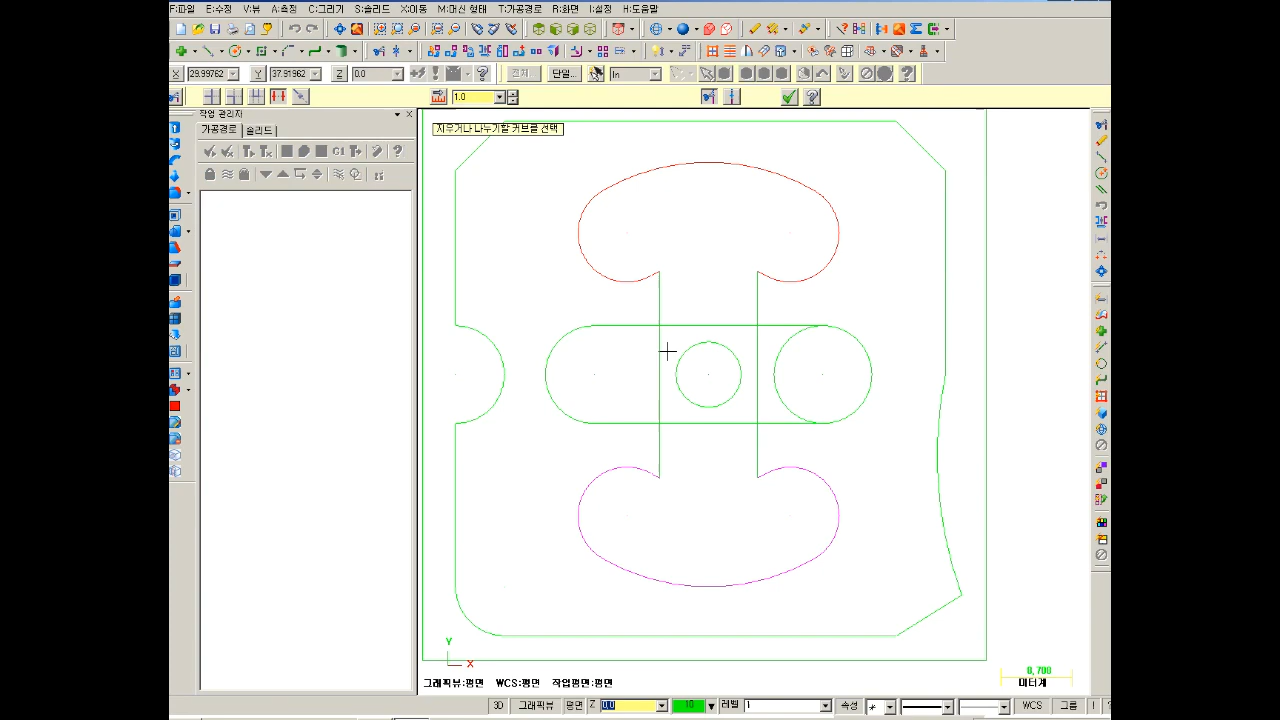 F:파일 E:수정 V:뷰 A:측정 C:그리기 S:솔리드 X:이동 M:머신 형태 T:가공경로 R:화면 I:설정 H:도움말
X 29.99762 Y 37.91962 Z 0.0 전체... 단일... In
1.0
작업 관리자
가공경로 솔리드
G1
지우거나 나누기할 커브를 선택
Y
X
8,700
미터계
그래픽뷰:평면 WCS:평면 작업평면:평면
3D 그래픽뷰 평면 Z 0,0 10 레벨 1 속성 WCS 그룹